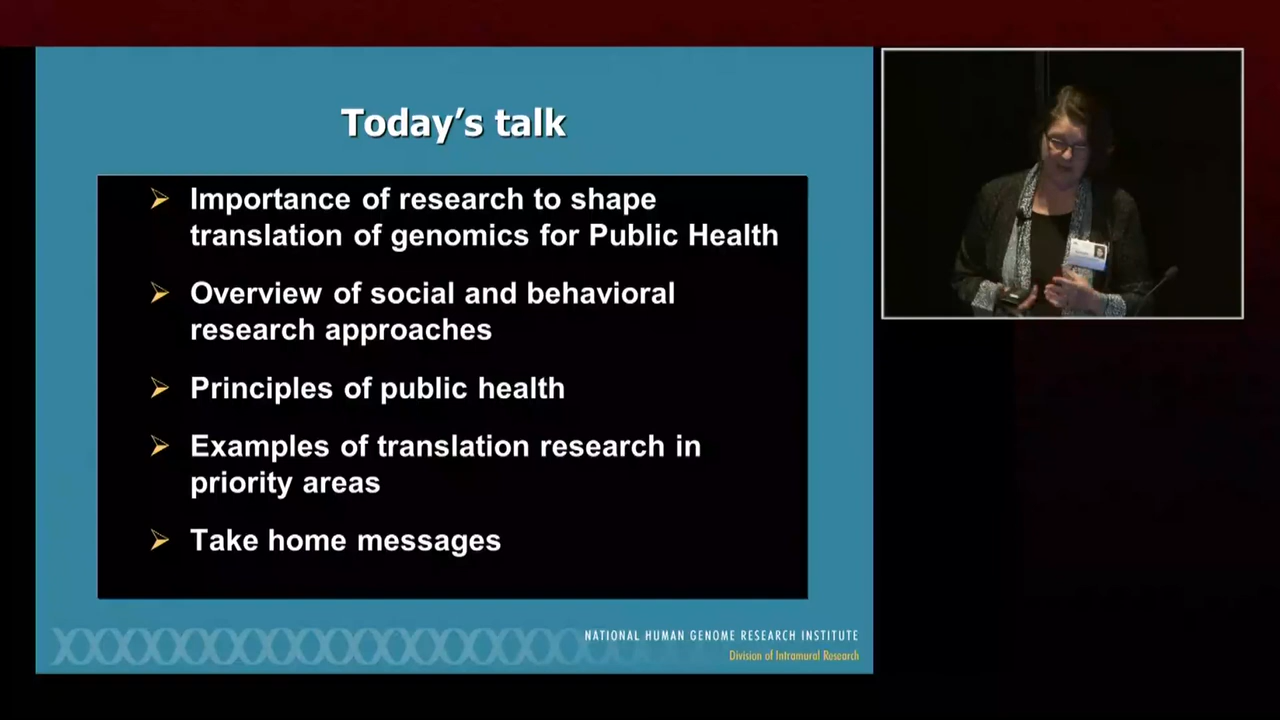 Today's talk
Importance of research to shape
translation of genomics for Public Health
Overview of social and behavioral
research approaches
Principles of public health
Examples of translation research in
priority areas
Take home messages
NATIONAL HUMAN GENOME RESEARCH INSTITUTE
Division of Intramural Research